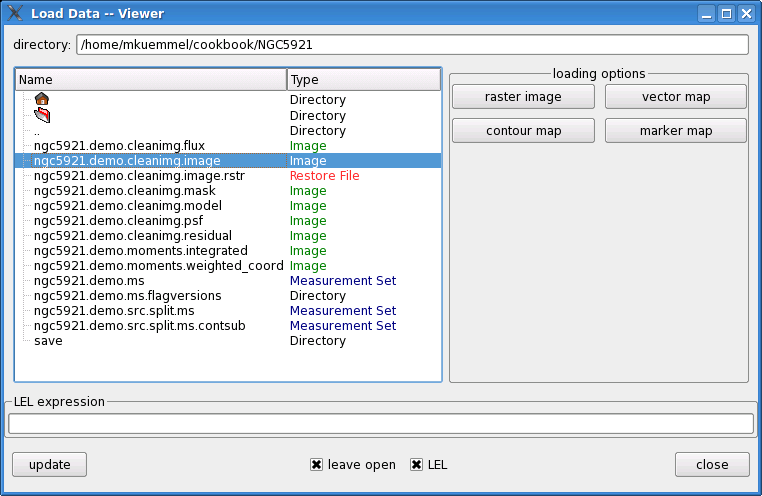 Load Data -- Viewer
directory: /home/mkuemmel/cookbook/NGC5921
Name Type
Directory
Directory
.. Directory
ngc5921.demo.cleanimg.flux Image
ngc5921.demo.cleanimg.image Image
ngc5921.demo.cleanimg.image.rstr Restore File
ngc5921.demo.cleanimg.mask Image
ngc5921.demo.cleanimg.model Image
ngc5921.demo.cleanimg.psf Image
ngc5921.demo.cleanimg.residual Image
ngc5921.demo.moments.integrated Image
ngc5921.demo.moments.weighted_coord Image
ngc5921.demo.ms Measurement Set
ngc5921.demo.ms.flagversions Directory
ngc5921.demo.src.split.ms Measurement Set
ngc5921.demo.src.split.ms.contsub Measurement Set
save Directory
loading options
raster image vector map
contour map marker map
LEL expression
update leave open LEL close